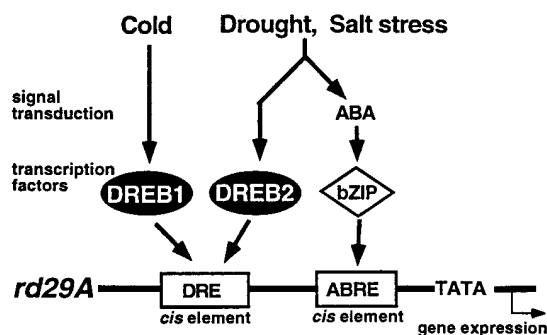 Cold
Drought, Salt stress
signal
transduction
ABA
transcription
factors
DREB1
DREB2
bZIP
rd29A
DRE
ABRE
TATA
cis element
cis element
gene expression